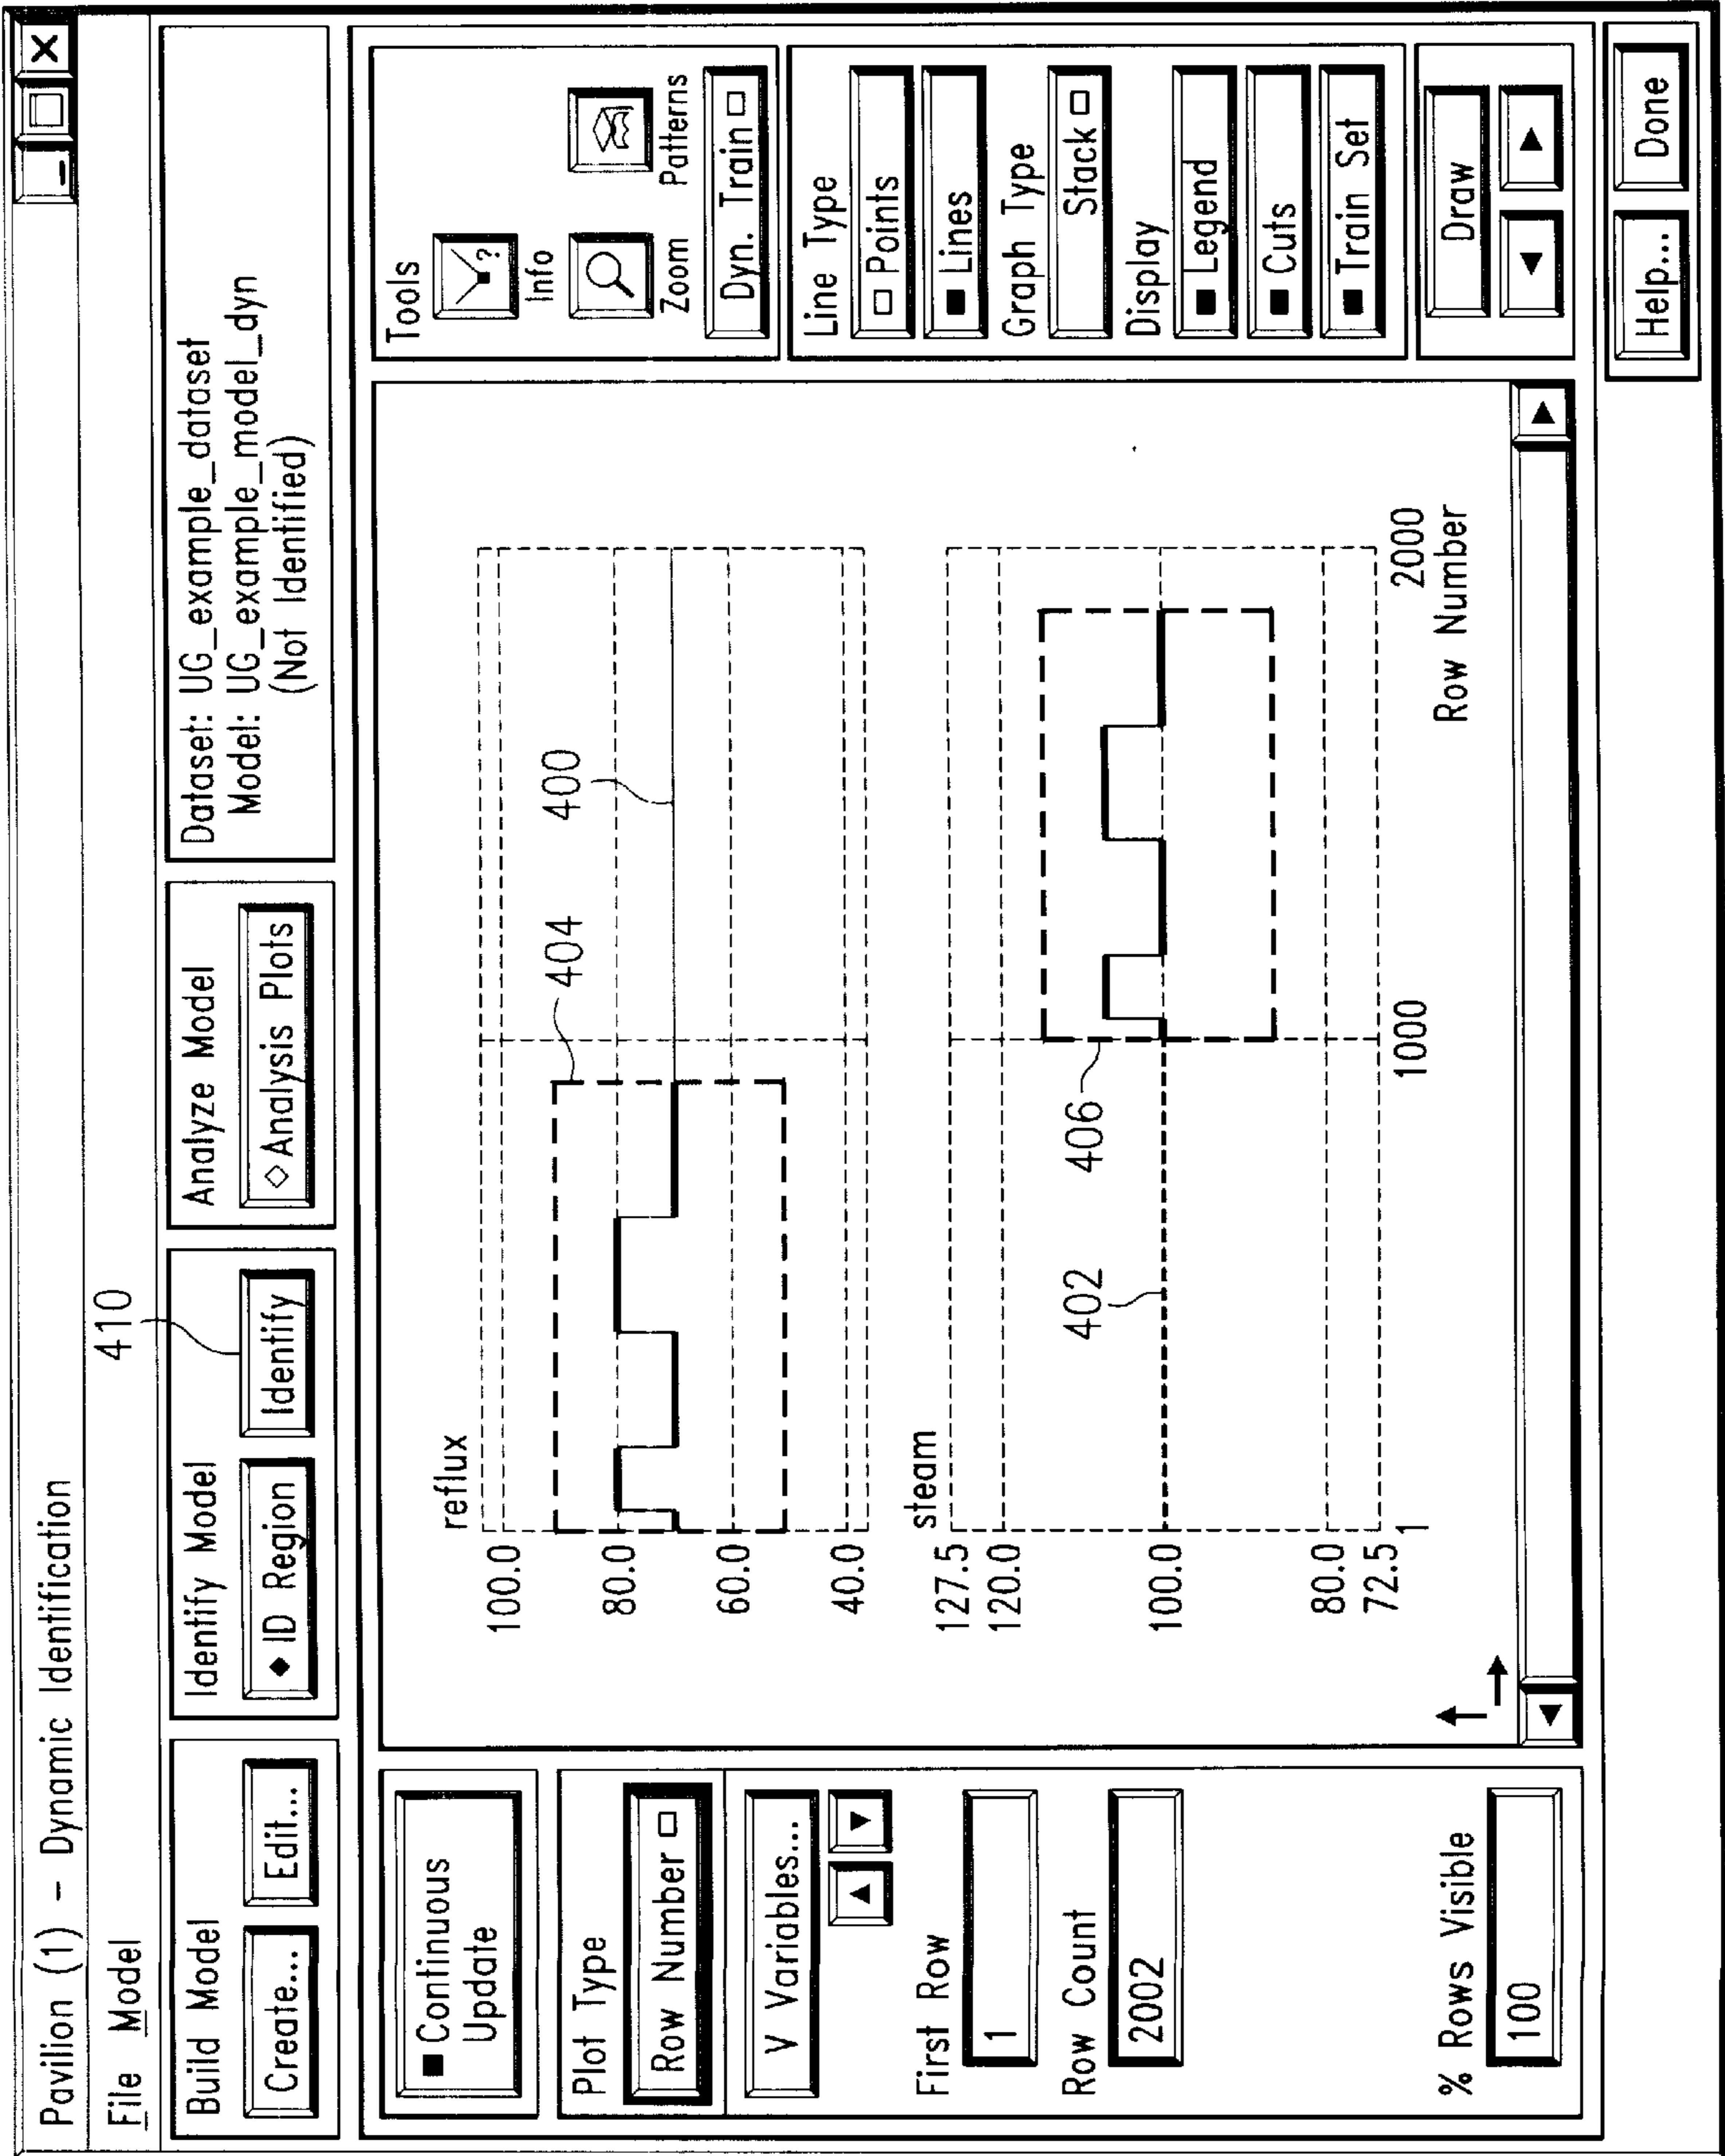 Pavilion (1) – Dynamic Identification
File Model
410
Build Model
Create...
Edit...
Identify Model
◆ ID Region
Identify
Analyze Model
◇ Analysis Plots
Dataset: UG_example_dataset
Model: UG_example_model_dyn
(Not Identified)
■ Continuous
Update
Plot Type
Row Number
V Variables...
First Row
1
Row Count
2002
% Rows Visible
100
reflux
100.0
80.0
60.0
40.0
404
400
steam
127.5
120.0
100.0
80.0
72.5
402
406
1
1000
2000
Row Number
Tools
?
Info
Zoom
Patterns
Dyn. Train
Line Type
Points
■ Lines
Graph Type
Stack
Display
■ Legend
■ Cuts
■ Train Set
Draw
Help...
Done